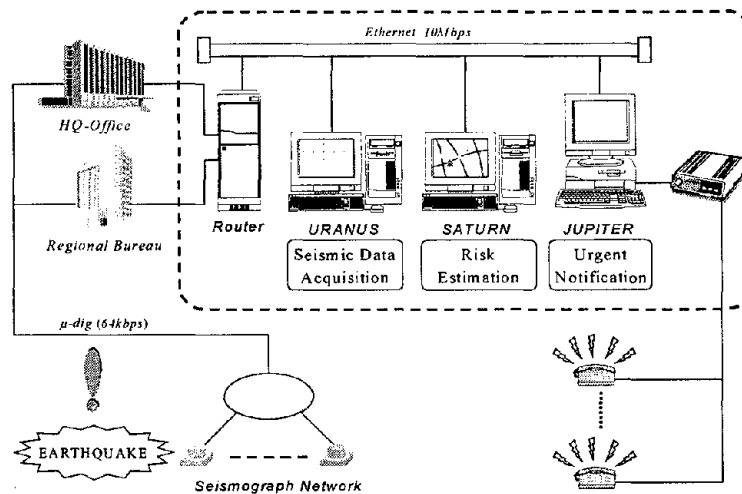 Ethernet 10Mbps
HQ-Office
Regional Bureau
Router
URANUS
SATURN
JUPITER
Seismic Data
Acquisition
Risk
Estimation
Urgent
Notification
μ-dig (64kbps)
EARTHQUAKE
Seismograph Network